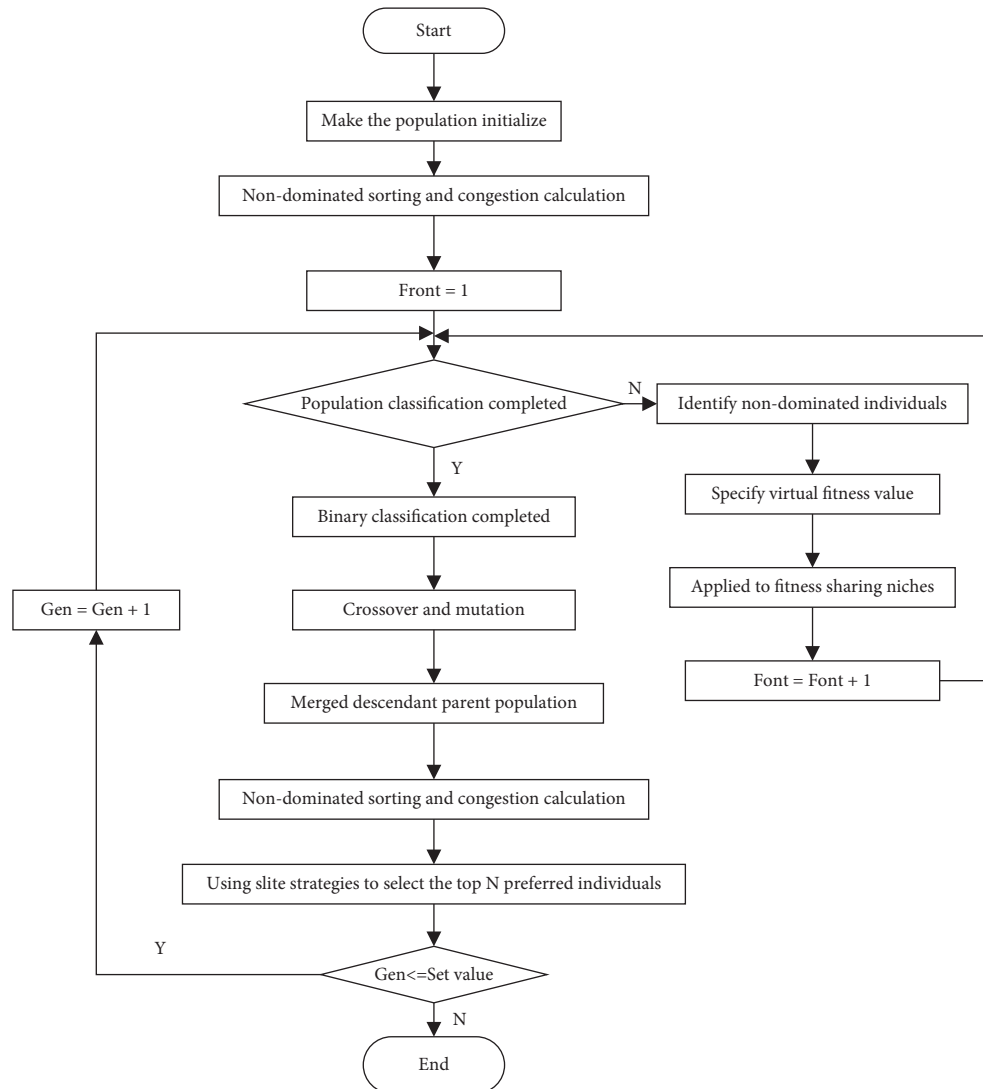 Start
Make the population initialize
Non-dominated sorting and congestion calculation
Front = 1
Population classification completed
N
Identify non-dominated individuals
Y
Specify virtual fitness value
Binary classification completed
Applied to fitness sharing niches
Gen = Gen + 1
Crossover and mutation
Font = Font + 1
Merged descendant parent population
Non-dominated sorting and congestion calculation
Using slite strategies to select the top N preferred individuals
Y
Gen<=Set value
N
End